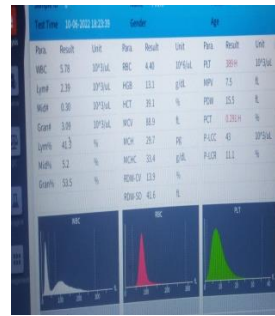 Test Time 10-06-2022 18:23:39 Gender Age
Para. Result Unit Para. Result Unit Para. Result Unit
WBC 5.78 10^3/uL RBC 4.40 10^6/uL PLT 389H 10^3/uL
Lym# 2.39 10^3/uL HGB 13.1 g/dL MPV 7.5 fL
Mid# 0.30 10^3/uL HCT 39.1 % PDW 15.5 fL
Gran# 3.09 10^3/uL MCV 88.9 fL PCT 0.291H %
Lym% 41.3 % MCH 29.7 pg P-LCC 43 10^3/uL
Mid% 5.2 % MCHC 33.4 g/dL P-LCR 11.1 %
Gran% 53.5 % RDW-CV 13.9 %
RDW-SD 41.6 fL
WBC RBC PLT